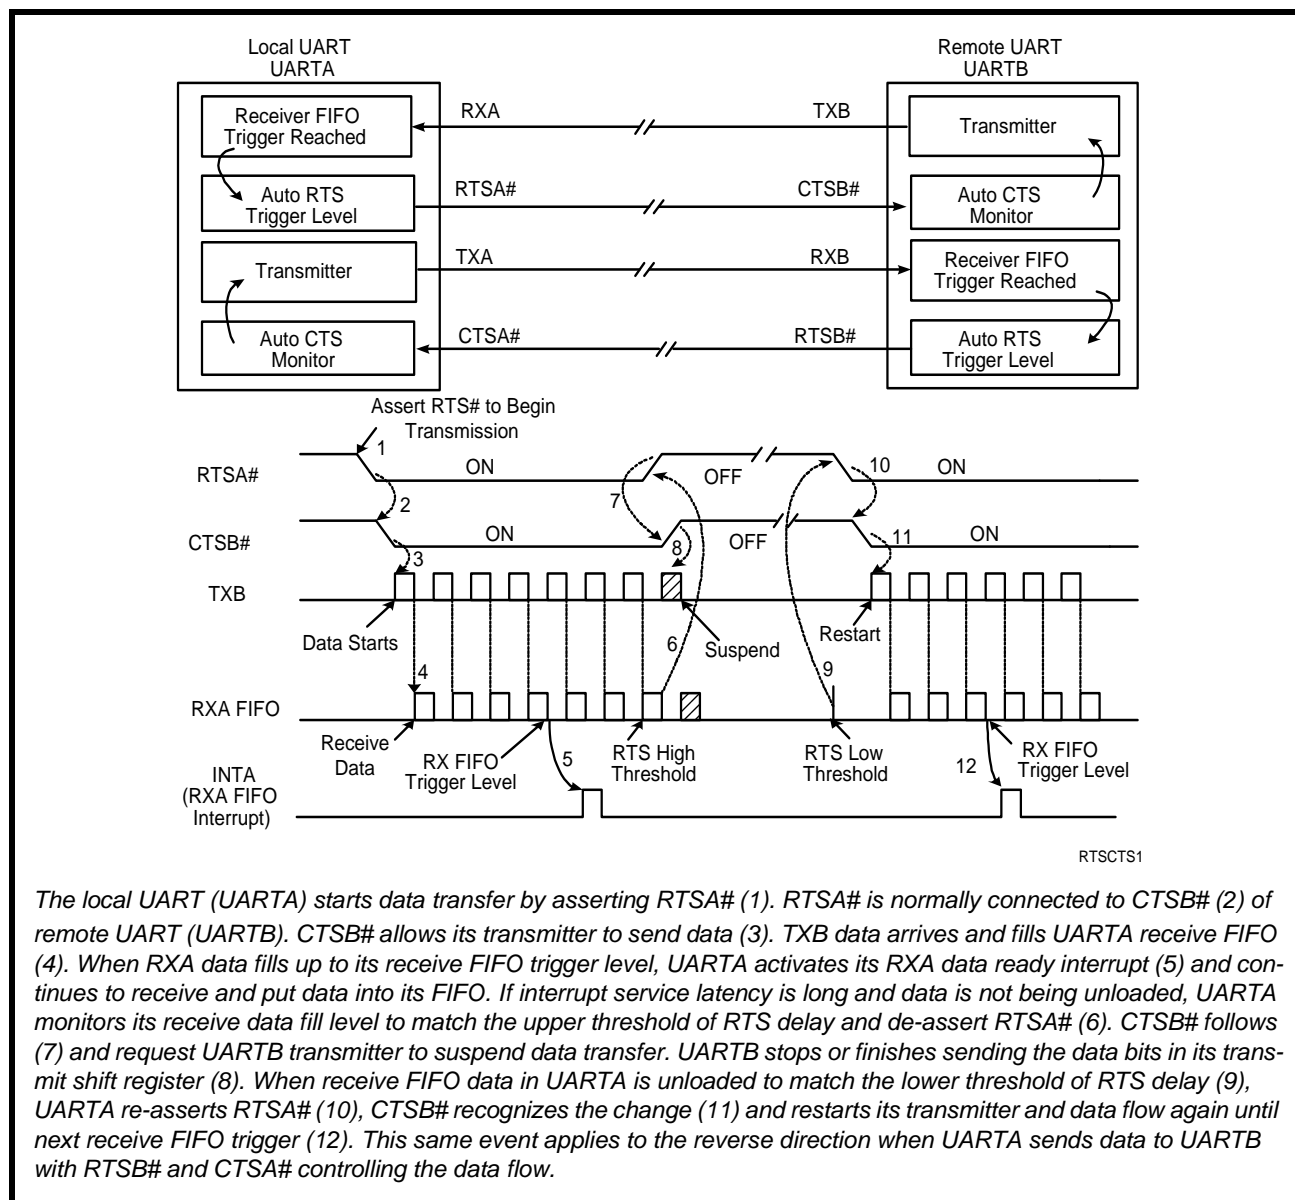 Local UART
UARTA
Remote UART
UARTB
Receiver FIFO
Trigger Reached
RXA
TXB
Transmitter
Auto RTS
Trigger Level
RTSA#
CTSB#
Auto CTS
Monitor
Transmitter
TXA
RXB
Receiver FIFO
Trigger Reached
Auto CTS
Monitor
CTSA#
RTSB#
Auto RTS
Trigger Level
Assert RTS# to Begin
Transmission
1
RTSA#
ON
7
OFF
10
ON
2
CTSB#
ON
8
OFF
11
ON
3
TXB
Data Starts
6
Suspend
Restart
4
9
RXA FIFO
Receive
Data
RX FIFO
Trigger Level
5
RTS High
Threshold
RTS Low
Threshold
12
RX FIFO
Trigger Level
INTA
(RXA FIFO
Interrupt)
RTSCTS1
The local UART (UARTA) starts data transfer by asserting RTSA# (1). RTSA# is normally connected to CTSB# (2) of
remote UART (UARTB). CTSB# allows its transmitter to send data (3). TXB data arrives and fills UARTA receive FIFO
(4). When RXA data fills up to its receive FIFO trigger level, UARTA activates its RXA data ready interrupt (5) and con-
tinues to receive and put data into its FIFO. If interrupt service latency is long and data is not being unloaded, UARTA
monitors its receive data fill level to match the upper threshold of RTS delay and de-assert RTSA# (6). CTSB# follows
(7) and request UARTB transmitter to suspend data transfer. UARTB stops or finishes sending the data bits in its trans-
mit shift register (8). When receive FIFO data in UARTA is unloaded to match the lower threshold of RTS delay (9),
UARTA re-asserts RTSA# (10), CTSB# recognizes the change (11) and restarts its transmitter and data flow again until
next receive FIFO trigger (12). This same event applies to the reverse direction when UARTA sends data to UARTB
with RTSB# and CTSA# controlling the data flow.